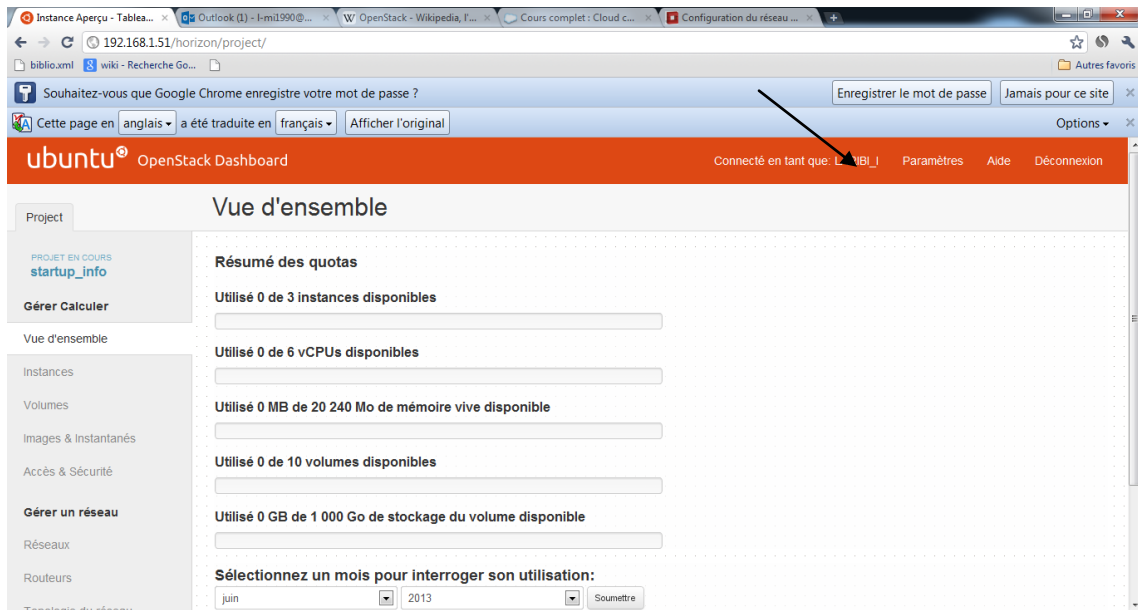 Instance Aperçu - Tablea...
Outlook (1) - l-mi1990@...
OpenStack - Wikipedia, l'...
Cours complet : Cloud c...
Configuration du réseau ...
192.168.1.51/horizon/project/
biblio.xml
wiki - Recherche Go...
Autres favoris
Souhaitez-vous que Google Chrome enregistre votre mot de passe ?
Enregistrer le mot de passe
Jamais pour ce site
Cette page en anglais a été traduite en français
Afficher l'original
Options
ubuntu® OpenStack Dashboard
Connecté en tant que:
Paramètres
Aide
Déconnexion
Project
Vue d'ensemble
PROJET EN COURS
startup_info
Gérer Calculer
Vue d'ensemble
Instances
Volumes
Images & Instantanés
Accès & Sécurité
Gérer un réseau
Réseaux
Routeurs
Topologie du réseau
Résumé des quotas
Utilisé 0 de 3 instances disponibles
Utilisé 0 de 6 vCPUs disponibles
Utilisé 0 MB de 20 240 Mo de mémoire vive disponible
Utilisé 0 de 10 volumes disponibles
Utilisé 0 GB de 1 000 Go de stockage du volume disponible
Sélectionnez un mois pour interroger son utilisation:
juin
2013
Soumettre